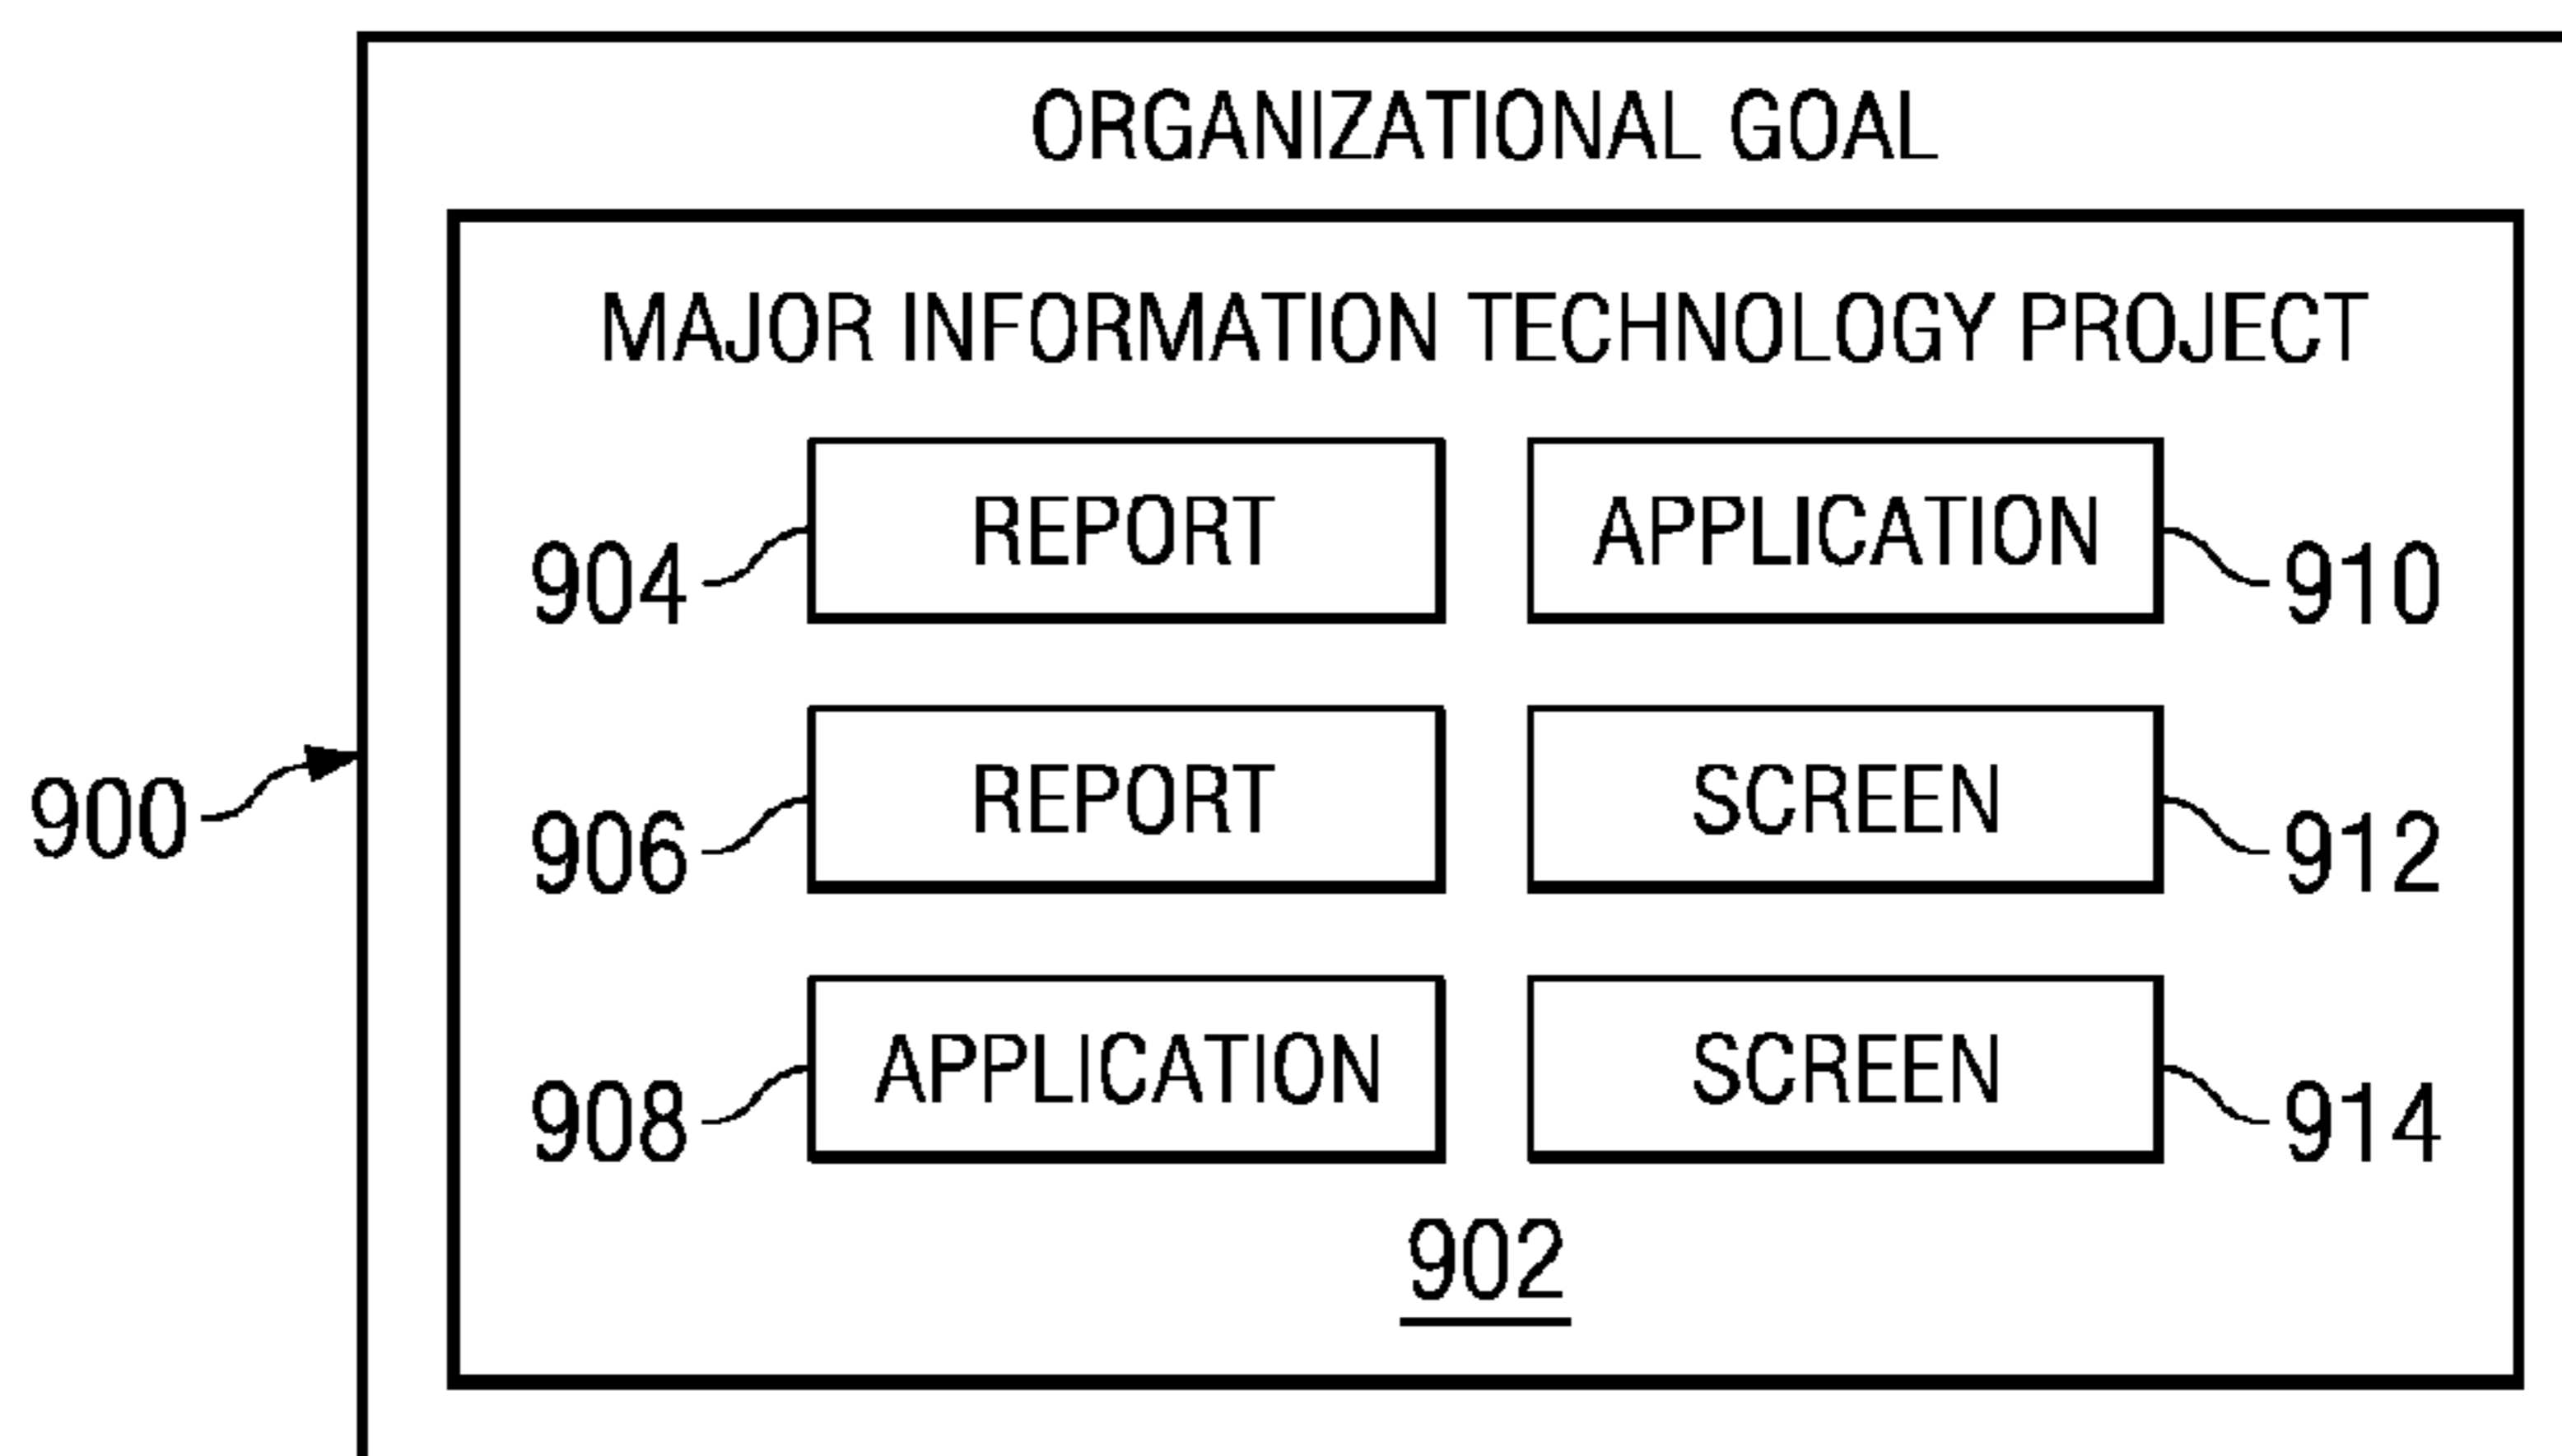 ORGANIZATIONAL GOAL
MAJOR INFORMATION TECHNOLOGY PROJECT
REPORT APPLICATION
904 910
REPORT SCREEN
900 906 912
APPLICATION SCREEN
908 914
902